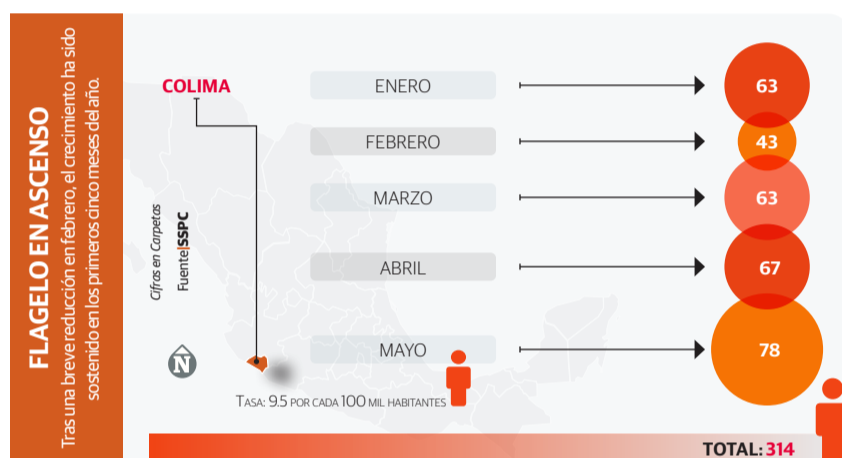 FLAGELO EN ASCENSO
Tras una breve reducción en febrero, el crecimiento ha sido
sostenido en los primeros cinco meses del año.
COLIMA
ENERO
63
FEBRERO
43
MARZO
63
ABRIL
67
MAYO
78
Cifras en Carpetas
Fuente|SSPC
N
TASA: 9.5 POR CADA 100 MIL HABITANTES
TOTAL: 314